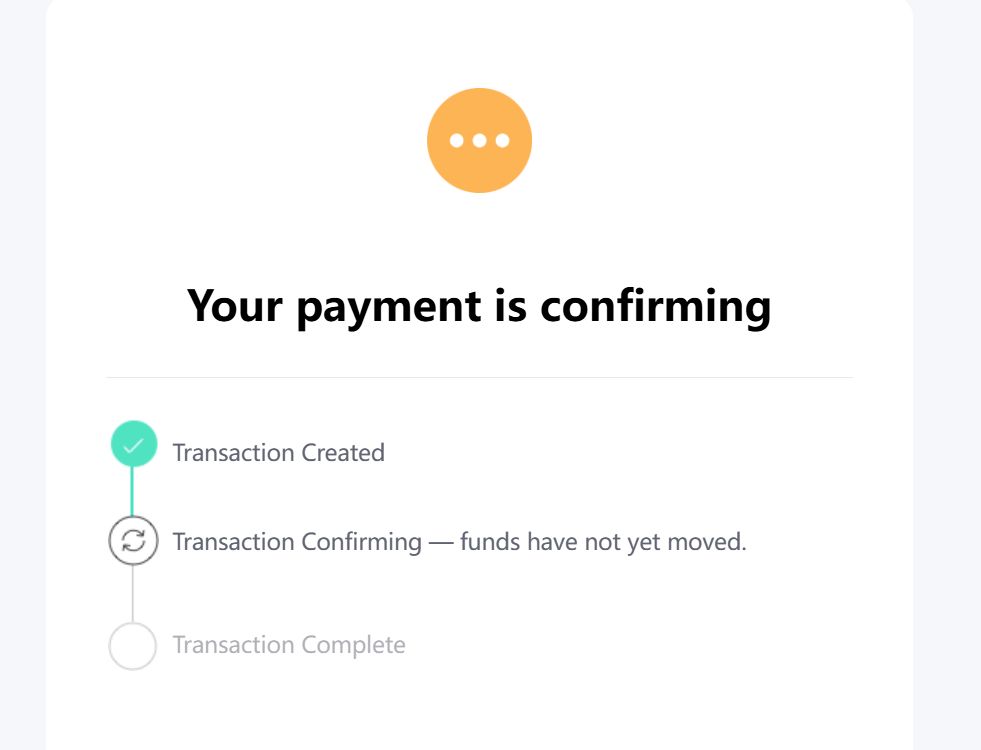 Your payment is confirming
Transaction Created
Transaction Confirming — funds have not yet moved.
Transaction Complete